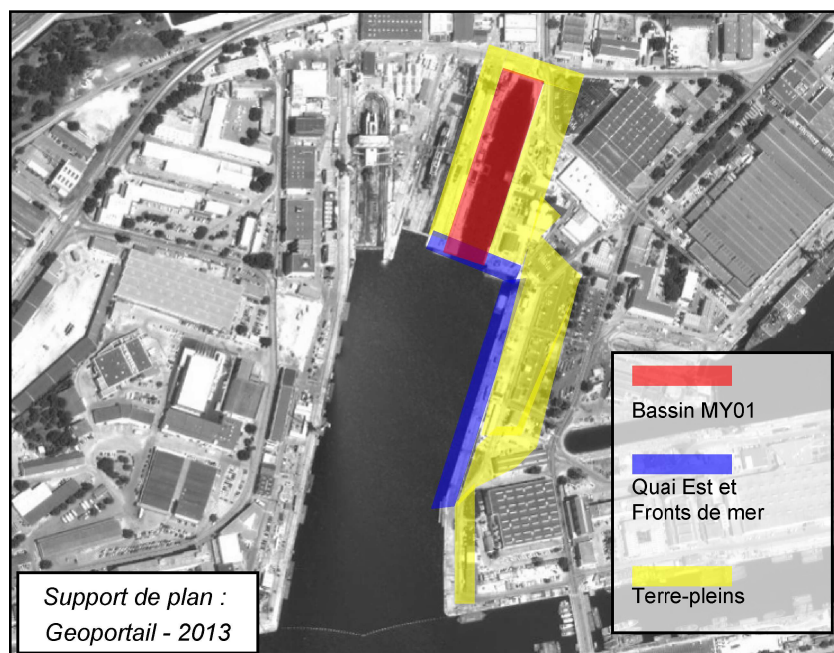 Bassin MY01
Quai Est et
Fronts de mer
Terre-pleins
Support de plan :
Geoportail - 2013